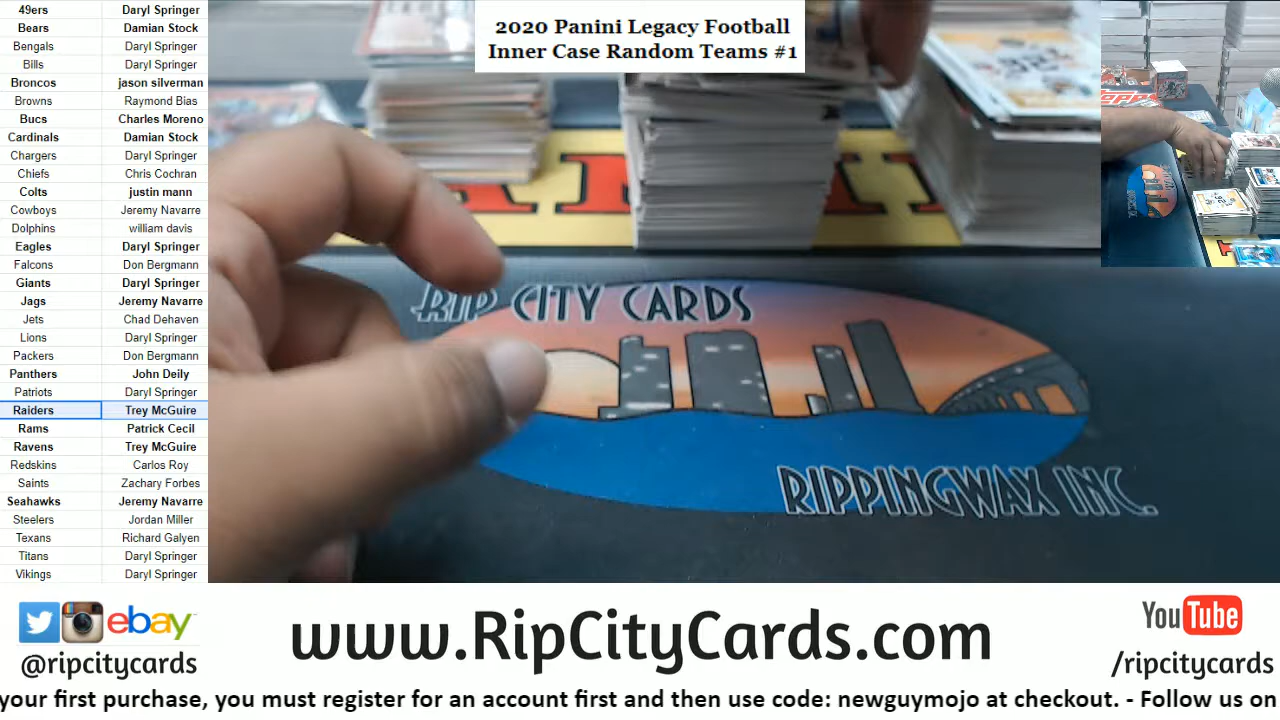 49ers Daryl Springer
Bears Damian Stock
Bengals Daryl Springer
Bills Daryl Springer
Broncos jason silverman
Browns Raymond Bias
Bucs Charles Moreno
Cardinals Damian Stock
Chargers Daryl Springer
Chiefs Chris Cochran
Colts justin mann
Cowboys Jeremy Navarre
Dolphins william davis
Eagles Daryl Springer
Falcons Don Bergmann
Giants Daryl Springer
Jags Jeremy Navarre
Jets Chad Dehaven
Lions Daryl Springer
Packers Don Bergmann
Panthers John Deily
Patriots Daryl Springer
Raiders Trey McGuire
Rams Patrick Cecil
Ravens Trey McGuire
Redskins Carlos Roy
Saints Zachary Forbes
Seahawks Jeremy Navarre
Steelers Jordan Miller
Texans Richard Galyen
Titans Daryl Springer
Vikings Daryl Springer
2020 Panini Legacy Football
Inner Case Random Teams #1
RIP CITY CARDS
RIPPINGWAX INC.
ebay
@ripcitycards
www.RipCityCards.com
YouTube
/ripcitycards
your first purchase, you must register for an account first and then use code: newguymojo at checkout. - Follow us on